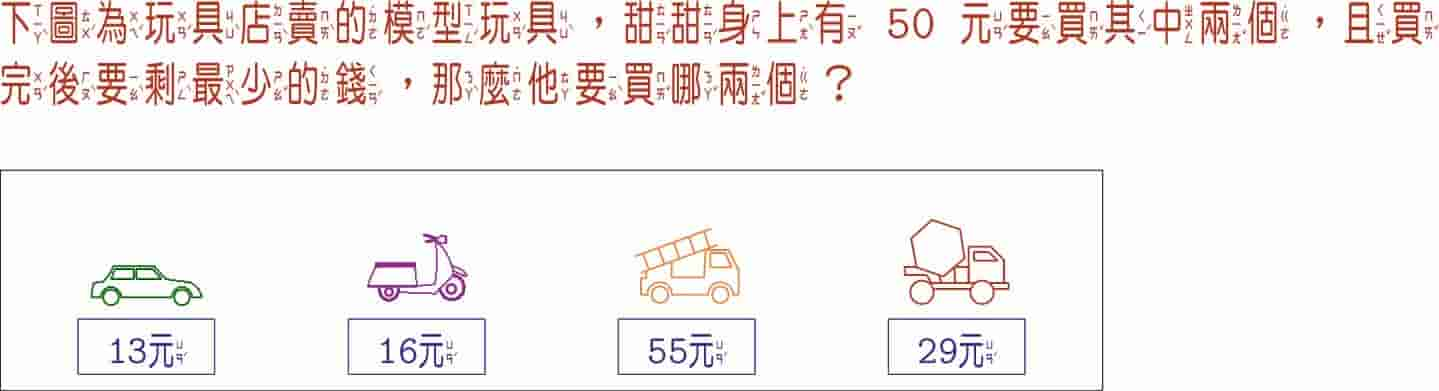 下圖為玩具店賣的模型玩具，甜甜身上有 50 元要買其中兩個，且買
完後要剩最少的錢，那麼他要買哪兩個？
13元 16元 55元 29元